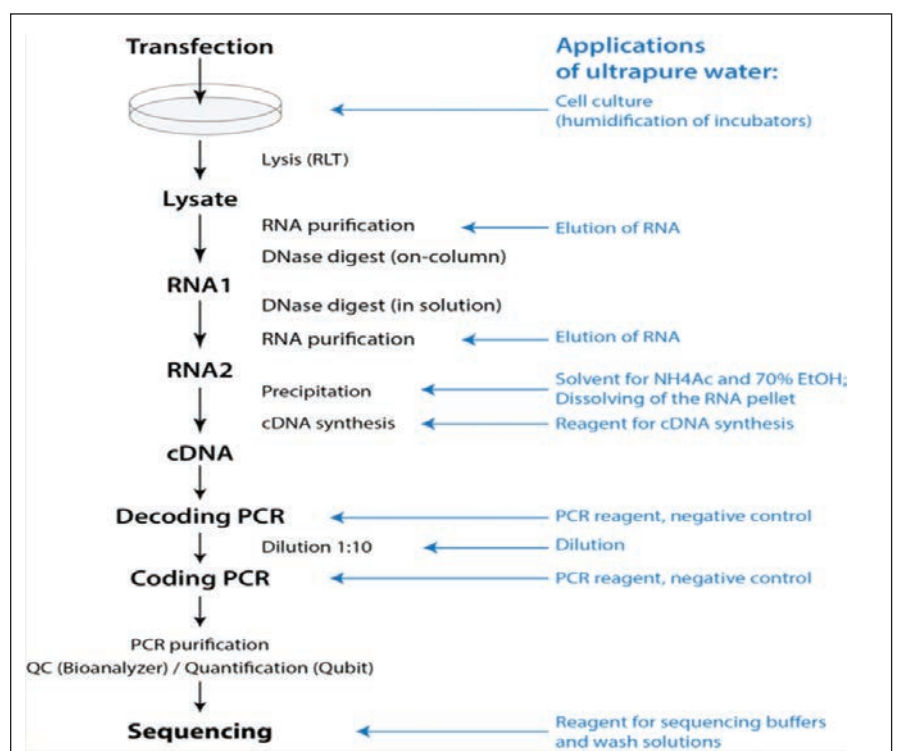 Transfection
Applications
of ultrapure water:
Cell culture
(humidification of incubators)
Lysis (RLT)
Lysate
RNA purification
Elution of RNA
DNase digest (on-column)
RNA1
DNase digest (in solution)
RNA purification
Elution of RNA
RNA2
Precipitation
Solvent for NH4Ac and 70% EtOH;
Dissolving of the RNA pellet
cDNA synthesis
Reagent for cDNA synthesis
cDNA
Decoding PCR
PCR reagent, negative control
Dilution 1:10
Dilution
Coding PCR
PCR reagent, negative control
PCR purification
QC (Bioanalyzer) / Quantification (Qubit)
Sequencing
Reagent for sequencing buffers
and wash solutions